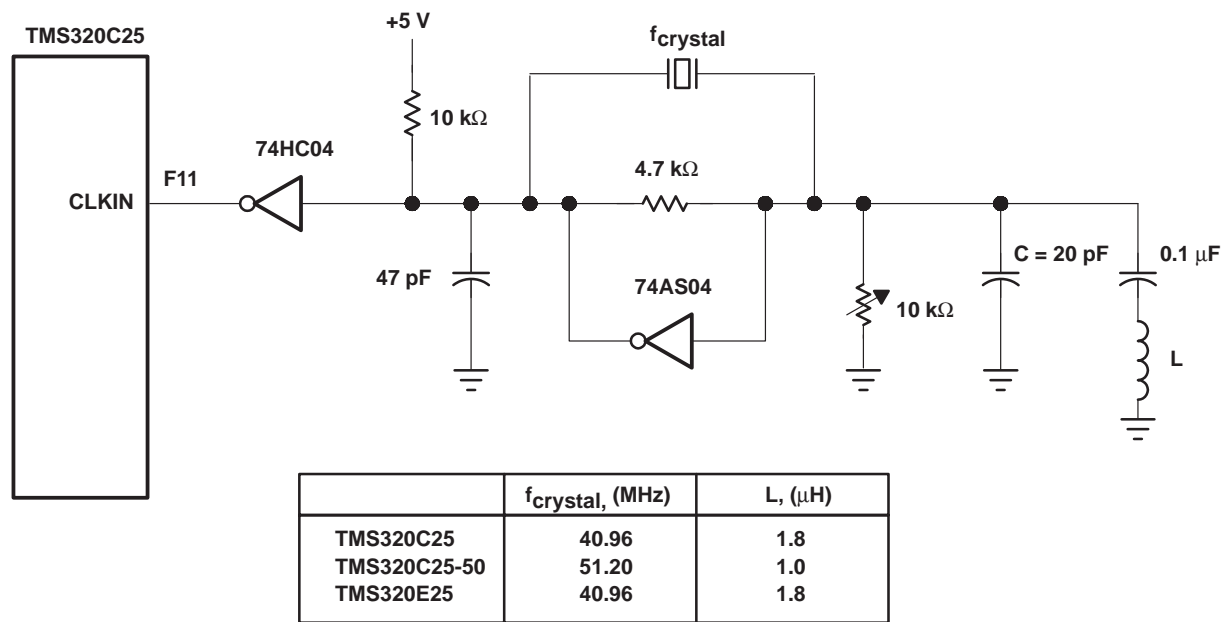 +5 V
TMS320C25
fcrystal
10 kΩ
74HC04
4.7 kΩ
F11
CLKIN
47 pF
74AS04
10 kΩ
C = 20 pF
0.1 μF
L
fcrystal, (MHz) L, (μH)
TMS320C25 40.96 1.8
TMS320C25-50 51.20 1.0
TMS320E25 40.96 1.8